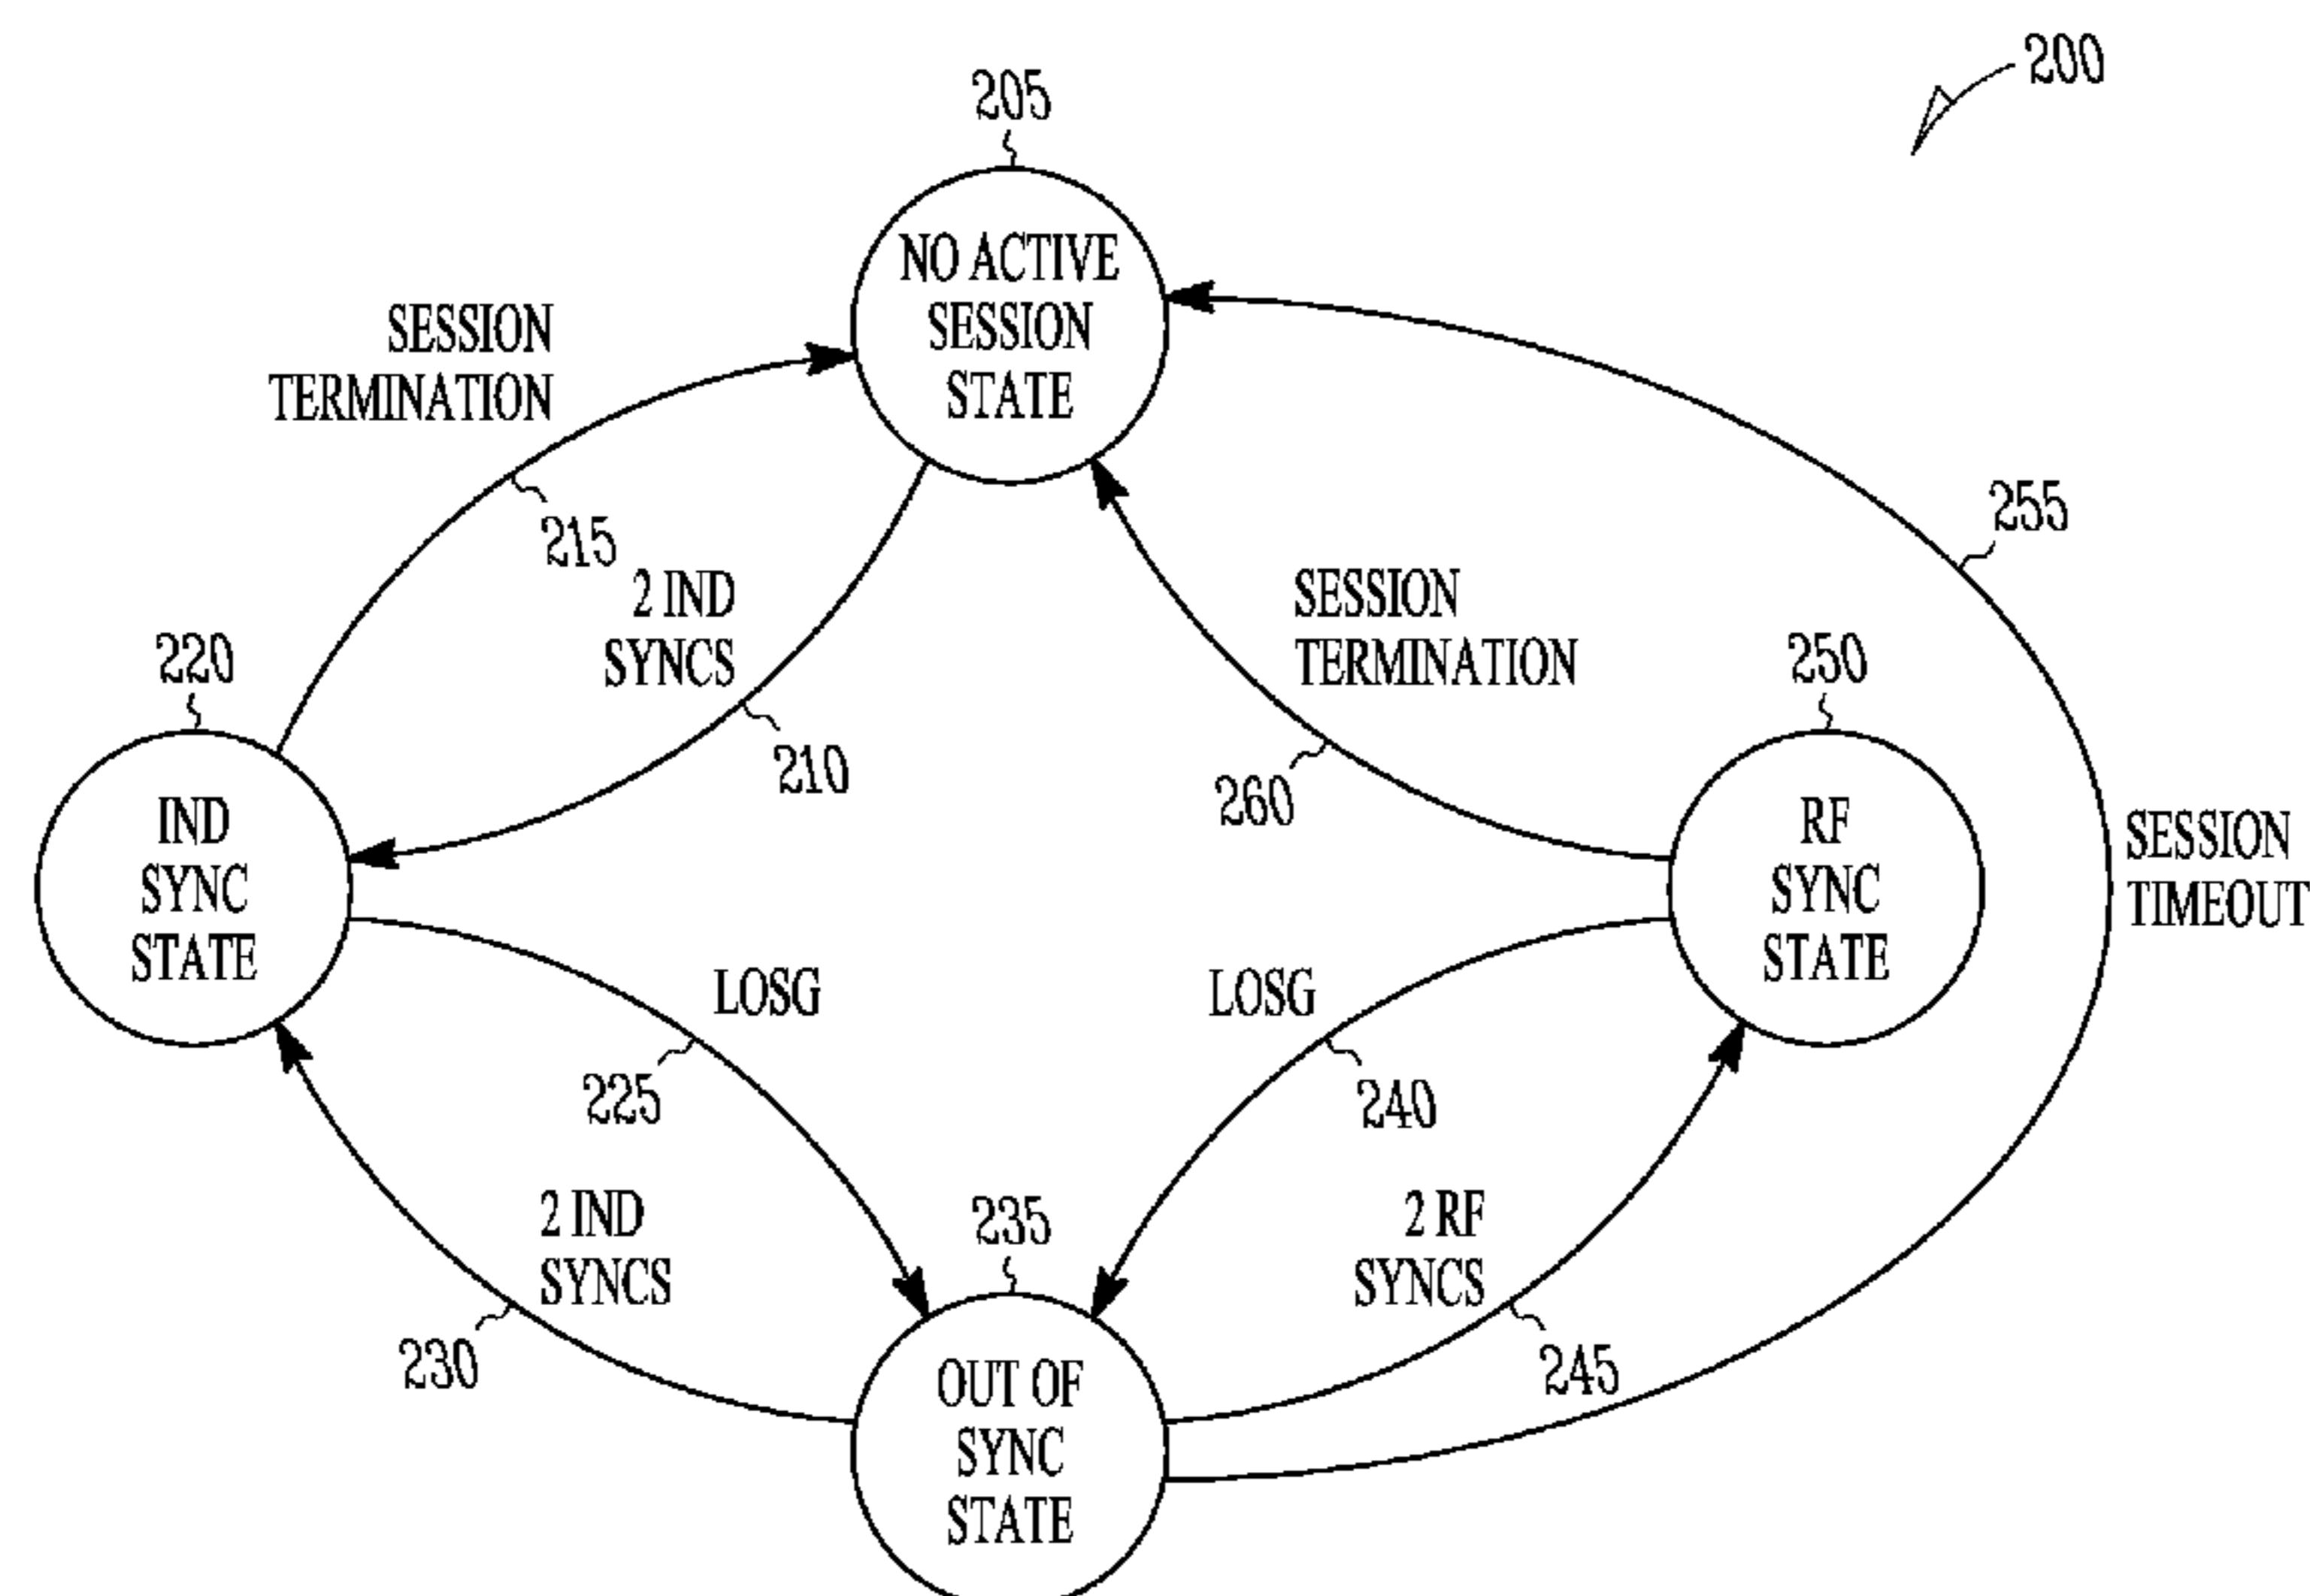 200
205
NO ACTIVE
SESSION
STATE
SESSION
TERMINATION
215
255
2 IND
SYNCS
210
SESSION
TERMINATION
260
220
IND
SYNC
STATE
250
RF
SYNC
STATE
SESSION
TIMEOUT
LOSG
225
LOSG
240
2 IND
SYNCS
230
235
2 RF
SYNCS
245
OUT OF
SYNC
STATE